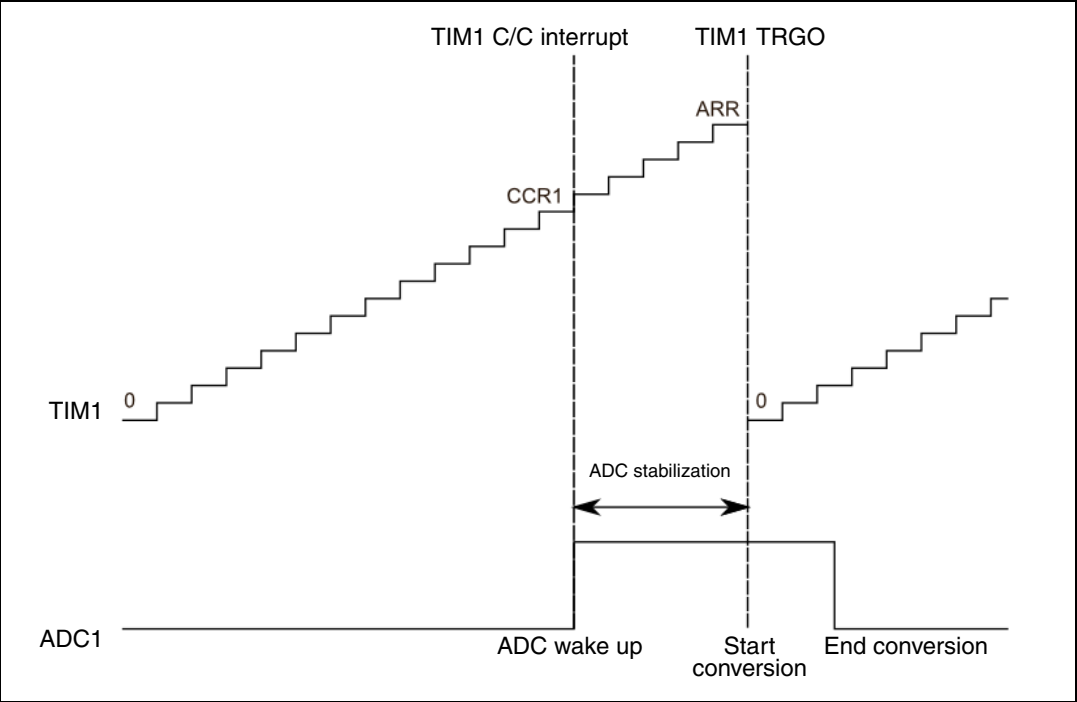 TIM1 C/C interrupt
TIM1 TRGO
ARR
CCR1
0
TIM1
0
ADC stabilization
ADC1
ADC wake up
Start
conversion
End conversion